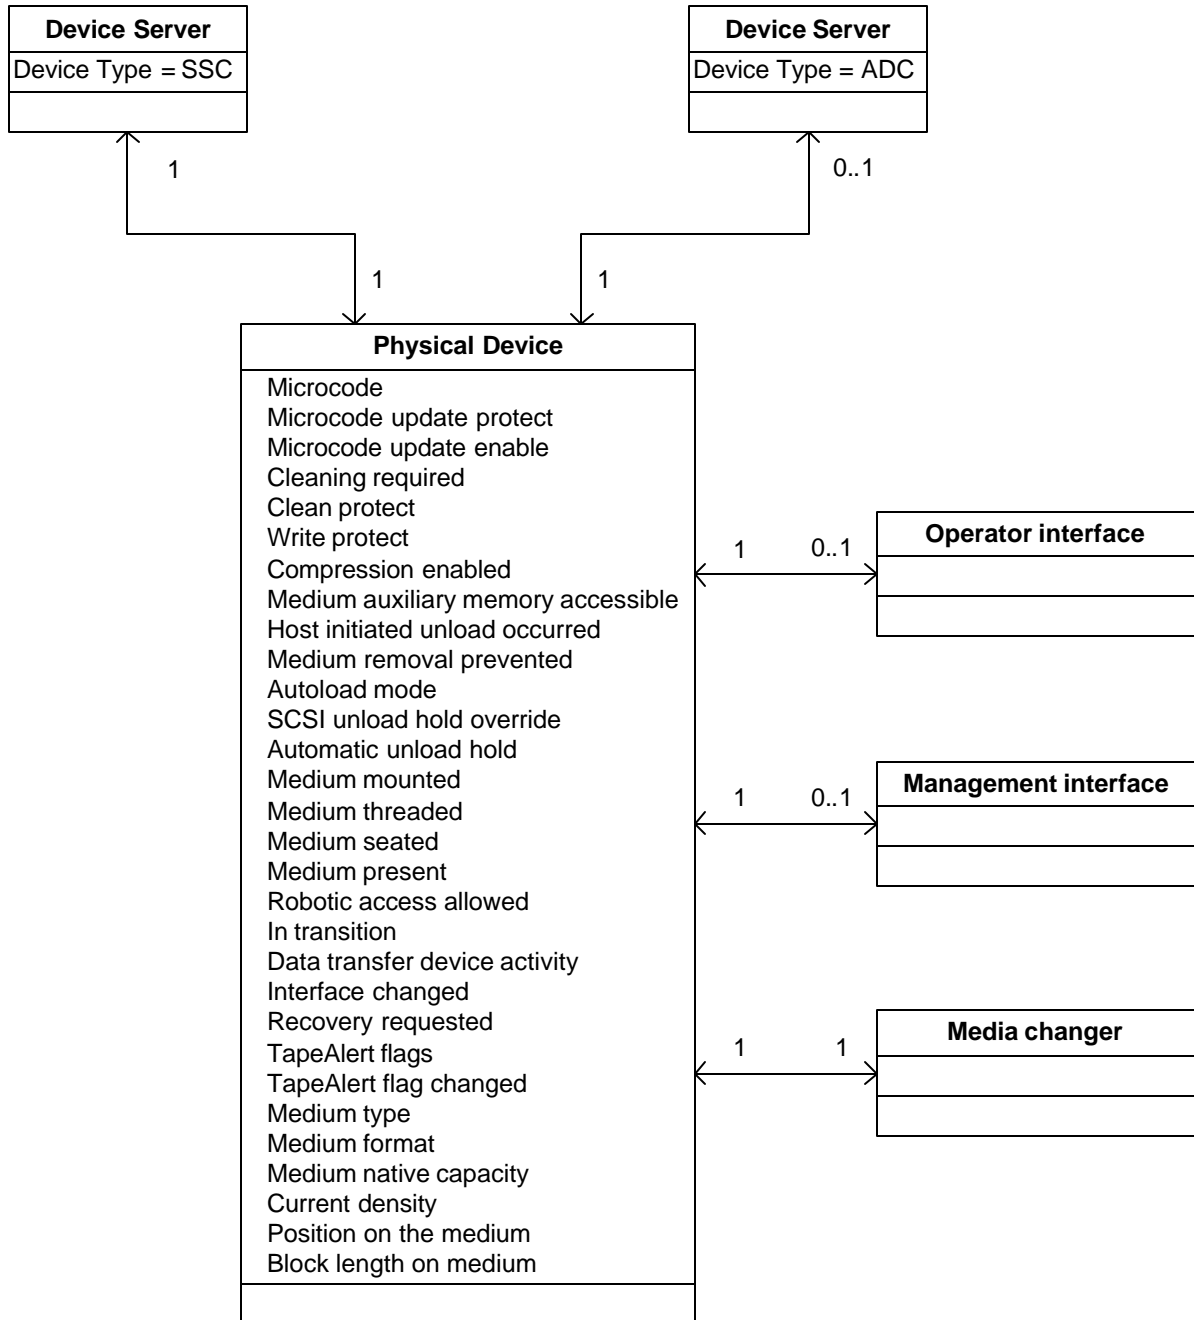 Device Server
Device Type = SSC
Device Server
Device Type = ADC
1
0..1
1
1
Physical Device
Microcode
Microcode update protect
Microcode update enable
Cleaning required
Clean protect
Write protect
Compression enabled
Medium auxiliary memory accessible
Host initiated unload occurred
Medium removal prevented
Autoload mode
SCSI unload hold override
Automatic unload hold
Medium mounted
Medium threaded
Medium seated
Medium present
Robotic access allowed
In transition
Data transfer device activity
Interface changed
Recovery requested
TapeAlert flags
TapeAlert flag changed
Medium type
Medium format
Medium native capacity
Current density
Position on the medium
Block length on medium
1
0..1
Operator interface
1
0..1
Management interface
1
1
Media changer